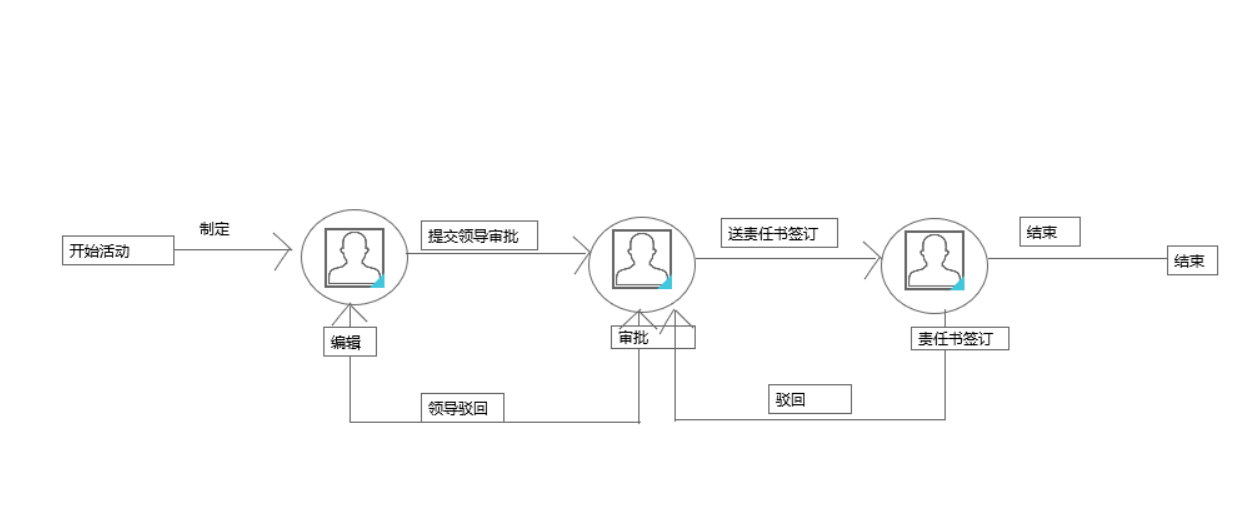 制定
开始活动
提交领导审批
送责任书签订
结束
结束
编辑
审批
责任书签订
领导驳回
驳回